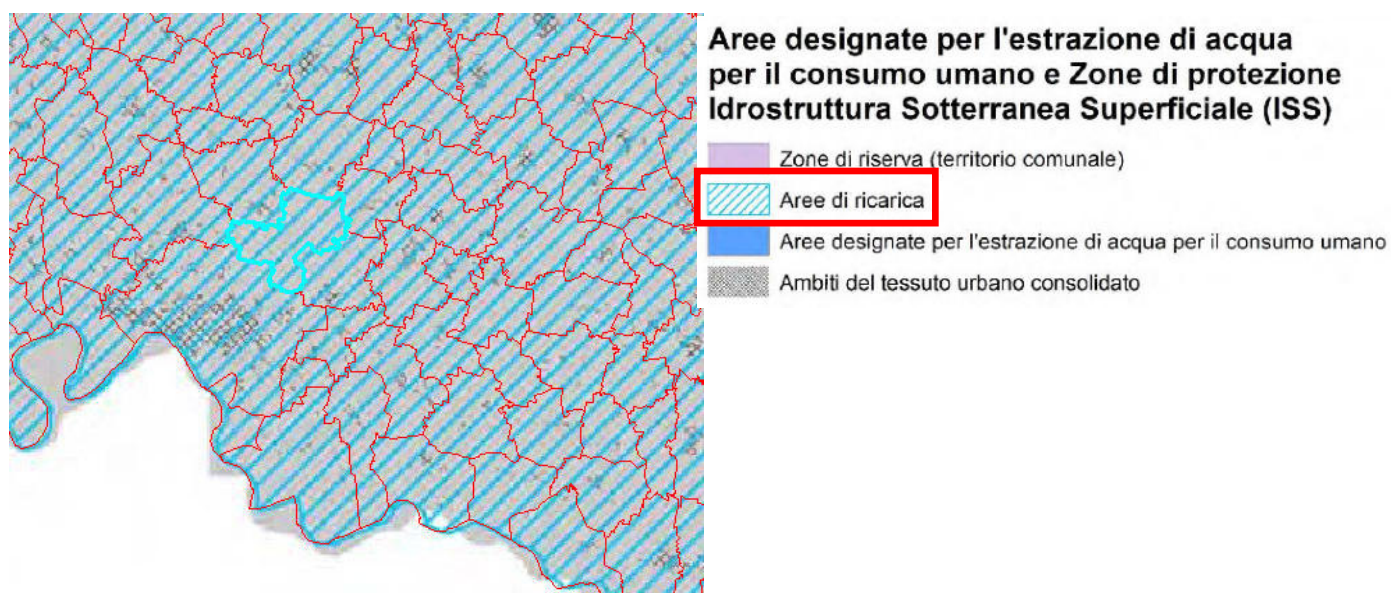 Aree designate per l'estrazione di acqua
per il consumo umano e Zone di protezione
Idrostruttura Sotterranea Superficiale (ISS)
Zone di riserva (territorio comunale)
Aree di ricarica
Aree designate per l'estrazione di acqua per il consumo umano
Ambiti del tessuto urbano consolidato